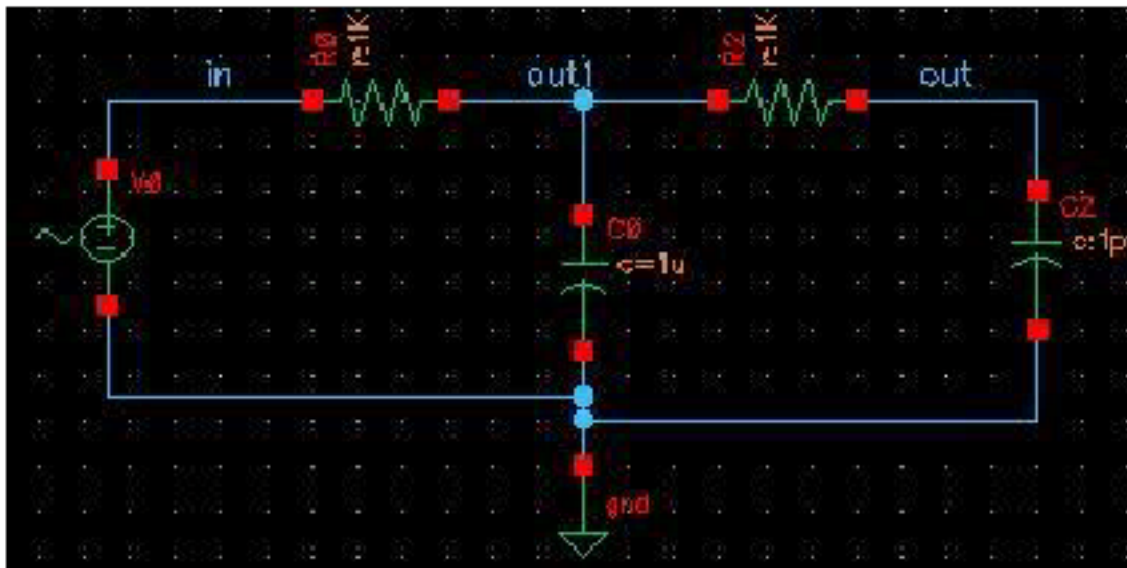 in
R0
r=1K
out1
R2
r=1K
out
V0
C0
c=1u
C2
c=1p
gnd